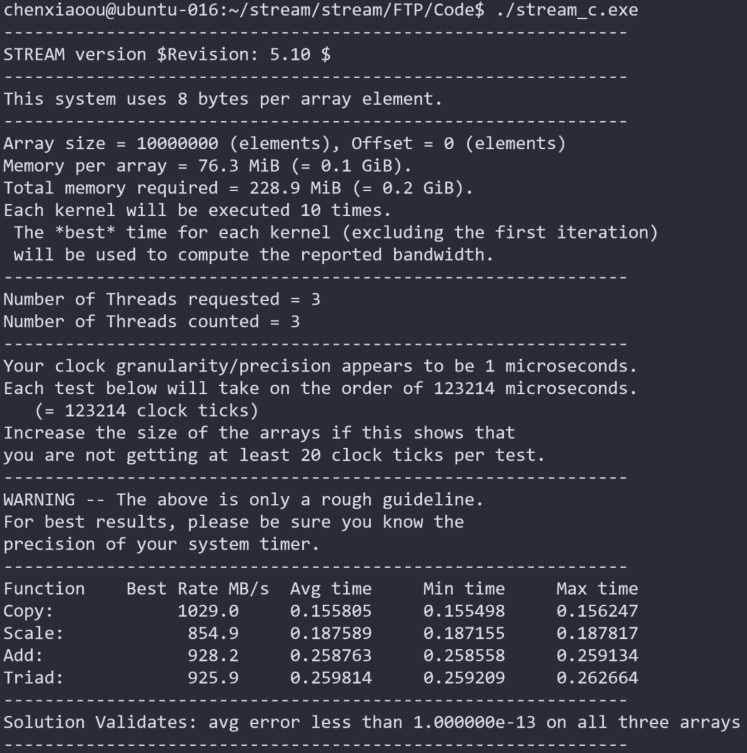 chenxiaoou@ubuntu-016:~/stream/stream/FTP/Code$ ./stream_c.exe
-------------------------------------------------------------
STREAM version $Revision: 5.10 $
-------------------------------------------------------------
This system uses 8 bytes per array element.
-------------------------------------------------------------
Array size = 10000000 (elements), Offset = 0 (elements)
Memory per array = 76.3 MiB (= 0.1 GiB).
Total memory required = 228.9 MiB (= 0.2 GiB).
Each kernel will be executed 10 times.
 The *best* time for each kernel (excluding the first iteration)
 will be used to compute the reported bandwidth.
-------------------------------------------------------------
Number of Threads requested = 3
Number of Threads counted = 3
-------------------------------------------------------------
Your clock granularity/precision appears to be 1 microseconds.
Each test below will take on the order of 123214 microseconds.
   (= 123214 clock ticks)
Increase the size of the arrays if this shows that
you are not getting at least 20 clock ticks per test.
-------------------------------------------------------------
WARNING -- The above is only a rough guideline.
For best results, please be sure you know the
precision of your system timer.
-------------------------------------------------------------
Function    Best Rate MB/s  Avg time     Min time     Max time
Copy:            1029.0     0.155805     0.155498     0.156247
Scale:            854.9     0.187589     0.187155     0.187817
Add:              928.2     0.258763     0.258558     0.259134
Triad:            925.9     0.259814     0.259209     0.262664
-------------------------------------------------------------
Solution Validates: avg error less than 1.000000e-13 on all three arrays
-------------------------------------------------------------